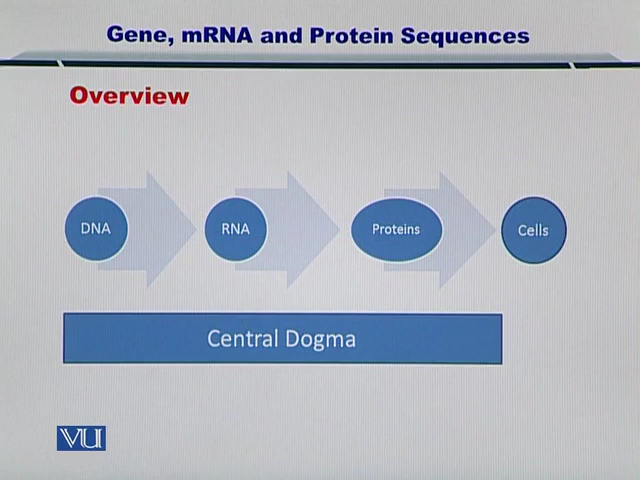 Gene, mRNA and Protein Sequences
Overview
DNA
RNA
Proteins
Cells
Central Dogma
VU